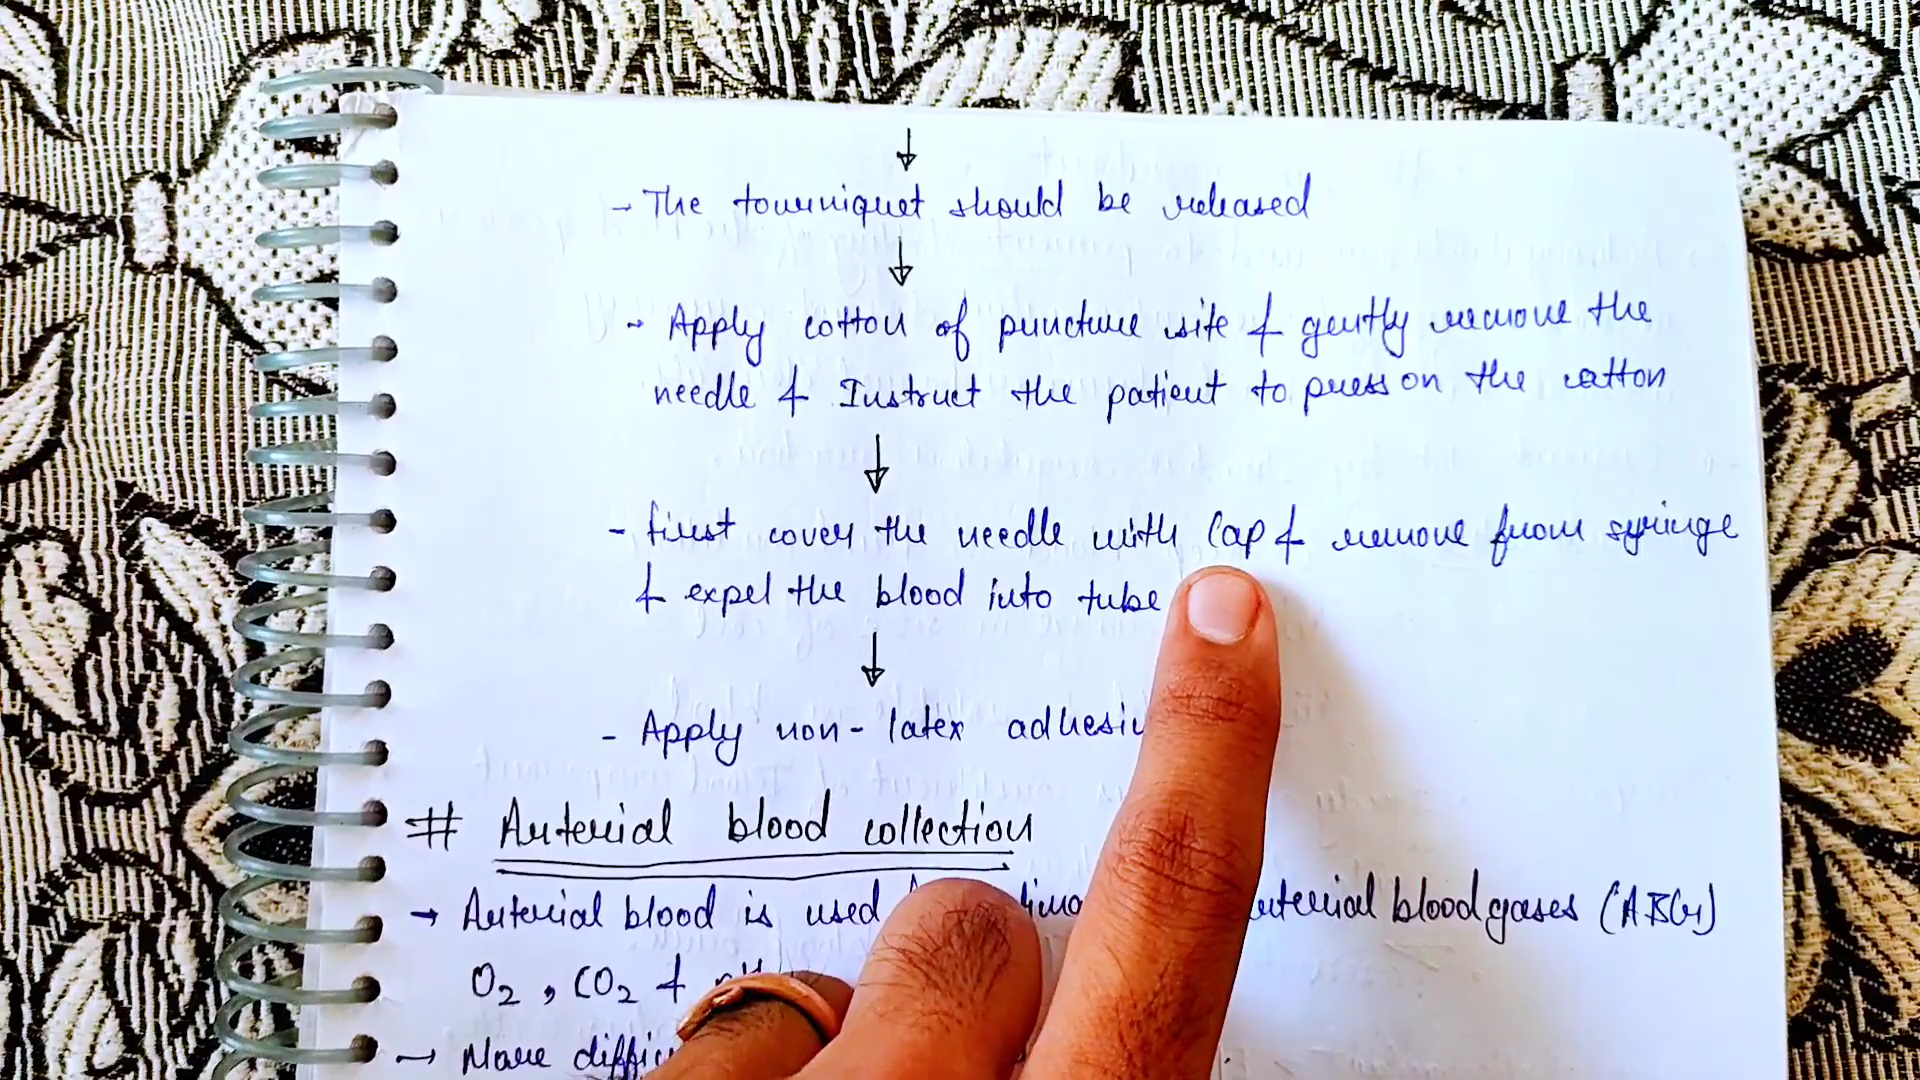 ↓
→ The tourniquet should be released
↓
→ Apply cotton of puncture site & gently remove the
needle & Instruct the patient to press on the cotton
↓
- first cover the needle with Cap & remove from syringe
& expel the blood into tube
↓
- Apply non-latex
# Arterial blood collection
→ Arterial blood is used arterial blood gases (ABGs)
O2, CO2 &
→ More